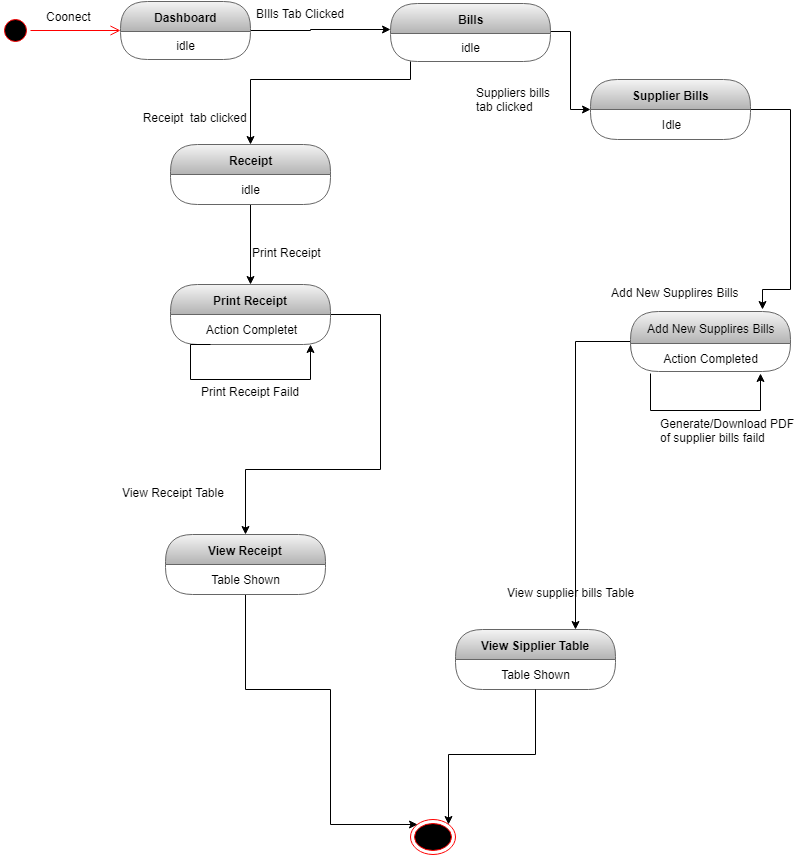 Coonect
Dashboard
idle
BIlls Tab Clicked
Bills
idle
Suppliers bills
tab clicked
Supplier Bills
Idle
Receipt tab clicked
Receipt
idle
Print Receipt
Add New Supplires Bills
Print Receipt
Action Completet
Add New Supplires Bills
Action Completed
Print Receipt Faild
Generate/Download PDF
of supplier bills faild
View Receipt Table
View Receipt
Table Shown
View supplier bills Table
View Sipplier Table
Table Shown